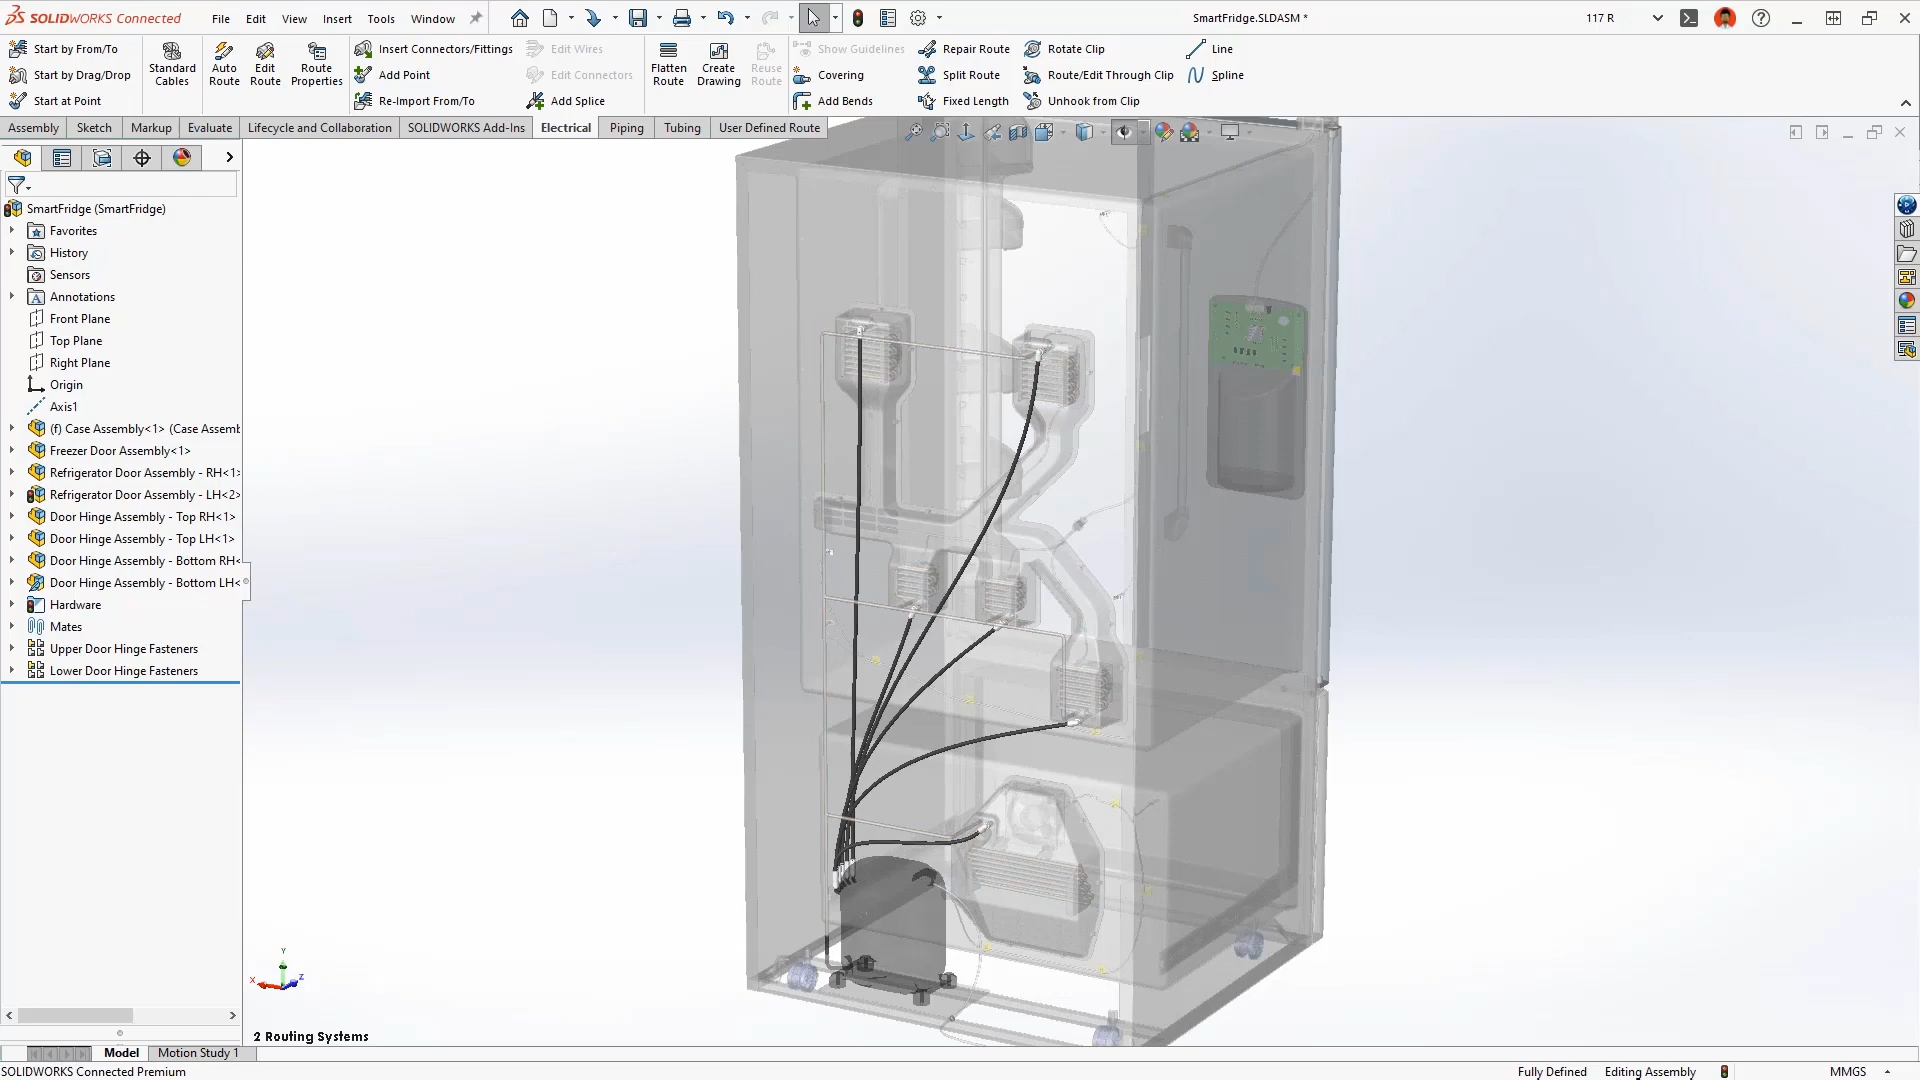 SOLIDWORKS Connected
File Edit View Insert Tools Window
SmartFridge.SLDASM *
117 R
Start by From/To
Start by Drag/Drop
Start at Point
Standard Cables
Auto Route
Edit Route
Route Properties
Insert Connectors/Fittings
Add Point
Re-Import From/To
Edit Wires
Edit Connectors
Add Splice
Flatten Route
Create Drawing
Reuse Route
Show Guidelines
Covering
Add Bends
Repair Route
Split Route
Fixed Length
Rotate Clip
Route/Edit Through Clip
Unhook from Clip
Line
Spline
Assembly Sketch Markup Evaluate Lifecycle and Collaboration SOLIDWORKS Add-Ins Electrical Piping Tubing User Defined Route
SmartFridge (SmartFridge)
Favorites
History
Sensors
Annotations
Front Plane
Top Plane
Right Plane
Origin
Axis1
(f) Case Assembly<1> (Case Assemb
Freezer Door Assembly<1>
Refrigerator Door Assembly - RH<1>
Refrigerator Door Assembly - LH<2>
Door Hinge Assembly - Top RH<1>
Door Hinge Assembly - Top LH<1>
Door Hinge Assembly - Bottom RH<
Door Hinge Assembly - Bottom LH<
Hardware
Mates
Upper Door Hinge Fasteners
Lower Door Hinge Fasteners
Y
X
Z
2 Routing Systems
Model Motion Study 1
SOLIDWORKS Connected Premium
Fully Defined Editing Assembly MMGS